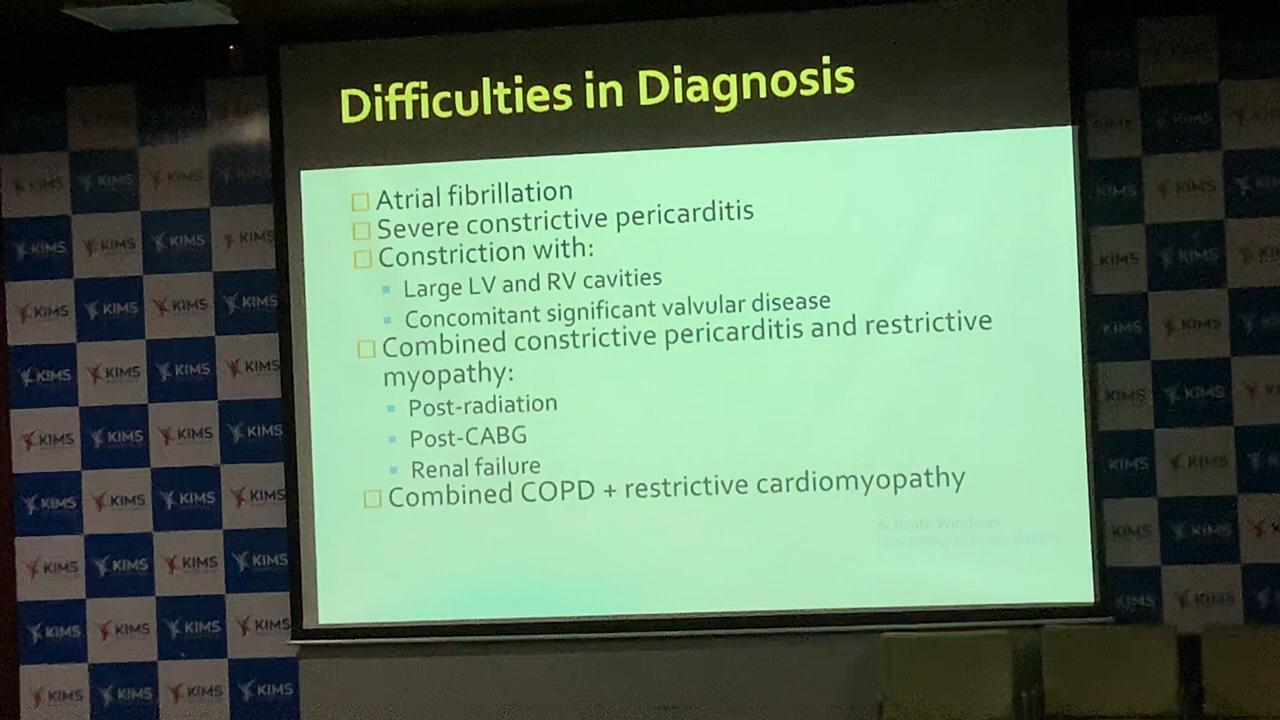 Difficulties in Diagnosis
Atrial fibrillation
Severe constrictive pericarditis
Constriction with:
Large LV and RV cavities
Concomitant significant valvular disease
Combined constrictive pericarditis and restrictive
myopathy:
Post-radiation
Post-CABG
Renal failure
Combined COPD + restrictive cardiomyopathy
Activate Windows
KIMS